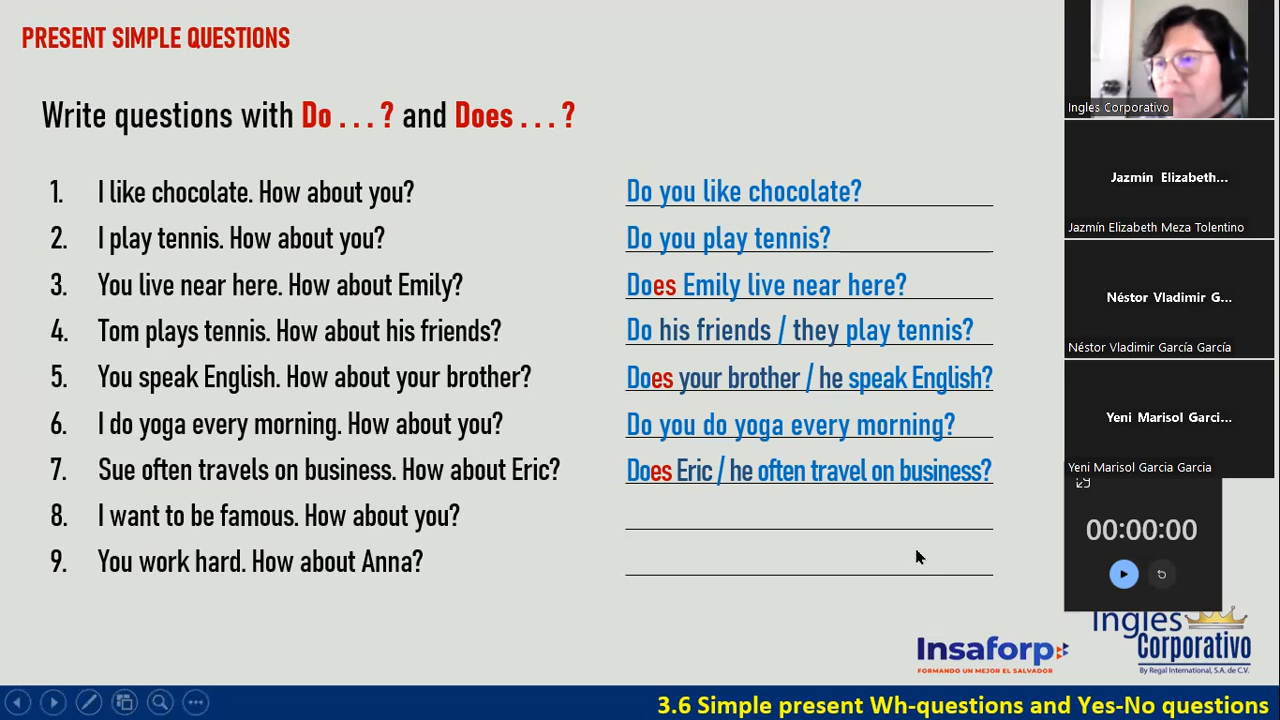 PRESENT SIMPLE QUESTIONS
Write questions with Do . . . ? and Does . . . ?
1. I like chocolate. How about you? Do you like chocolate?
2. I play tennis. How about you? Do you play tennis?
3. You live near here. How about Emily? Does Emily live near here?
4. Tom plays tennis. How about his friends? Do his friends / they play tennis?
5. You speak English. How about your brother? Does your brother / he speak English?
6. I do yoga every morning. How about you? Do you do yoga every morning?
7. Sue often travels on business. How about Eric? Does Eric / he often travel on business?
8. I want to be famous. How about you?
9. You work hard. How about Anna?
Ingles Corporativo
Jazmín Elizabeth...
Jazmín Elizabeth Meza Tolentino
Néstor Vladimir G...
Néstor Vladimir García García
Yeni Marisol Garci...
Yeni Marisol Garcia Garcia
00:00:00
Insaforp
FORMANDO UN MEJOR EL SALVADOR
Ingles
Corporativo
By Regal International, S.A. de C.V.
3.6 Simple present Wh-questions and Yes-No questions